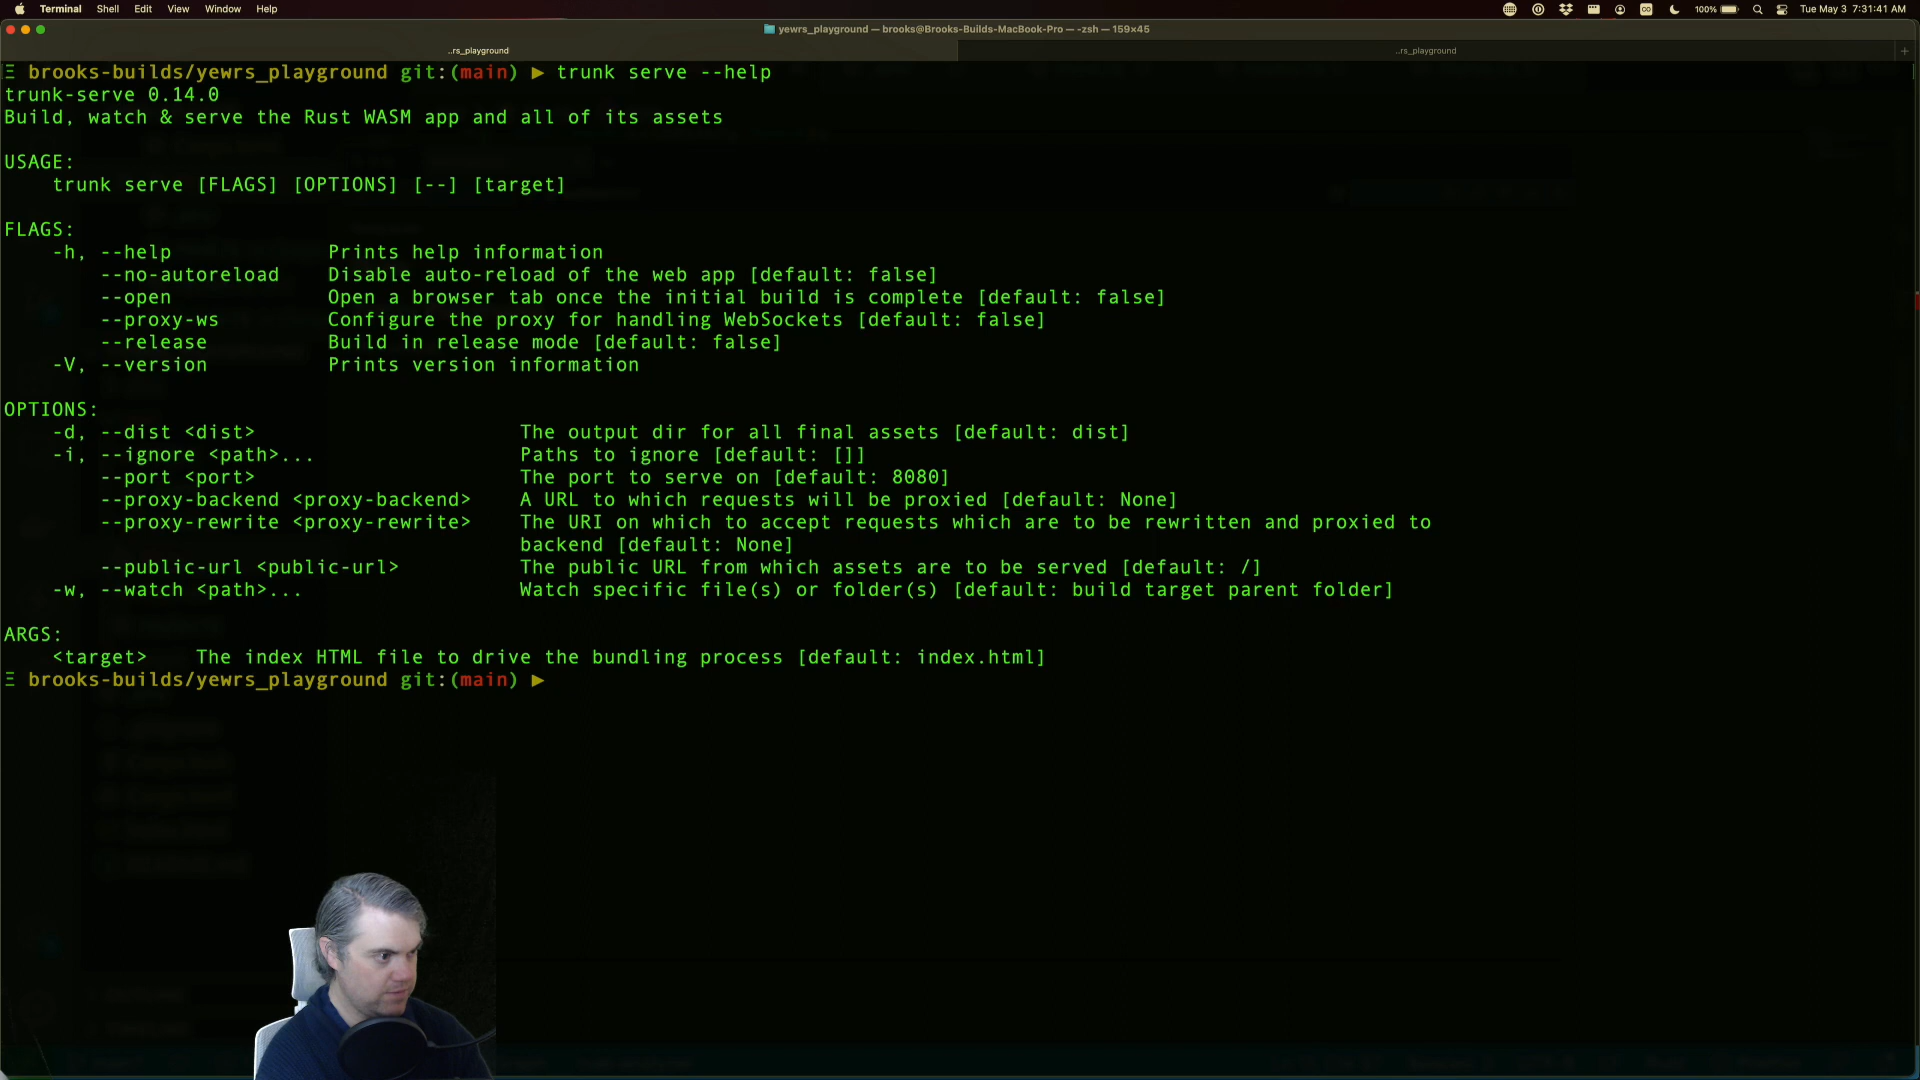 Terminal Shell Edit View Window Help 100% Tue May 3 7:31:41 AM
yewrs_playground — brooks@Brooks-Builds-MacBook-Pro — -zsh — 159×45
..rs_playground ..rs_playground +
Ξ brooks-builds/yewrs_playground git:(main) ▶ trunk serve --help
trunk-serve 0.14.0
Build, watch & serve the Rust WASM app and all of its assets
USAGE:
trunk serve [FLAGS] [OPTIONS] [--] [target]
FLAGS:
-h, --help Prints help information
--no-autoreload Disable auto-reload of the web app [default: false]
--open Open a browser tab once the initial build is complete [default: false]
--proxy-ws Configure the proxy for handling WebSockets [default: false]
--release Build in release mode [default: false]
-V, --version Prints version information
OPTIONS:
-d, --dist <dist> The output dir for all final assets [default: dist]
-i, --ignore <path>... Paths to ignore [default: []]
--port <port> The port to serve on [default: 8080]
--proxy-backend <proxy-backend> A URL to which requests will be proxied [default: None]
--proxy-rewrite <proxy-rewrite> The URI on which to accept requests which are to be rewritten and proxied to
backend [default: None]
--public-url <public-url> The public URL from which assets are to be served [default: /]
-w, --watch <path>... Watch specific file(s) or folder(s) [default: build target parent folder]
ARGS:
<target> The index HTML file to drive the bundling process [default: index.html]
Ξ brooks-builds/yewrs_playground git:(main) ▶